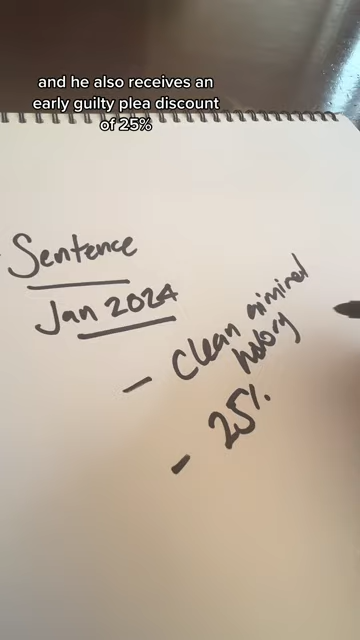 and he also receives an
early guilty plea discount
of 25%
Sentence
Jan 2024
- Clean criminal
history
- 25%